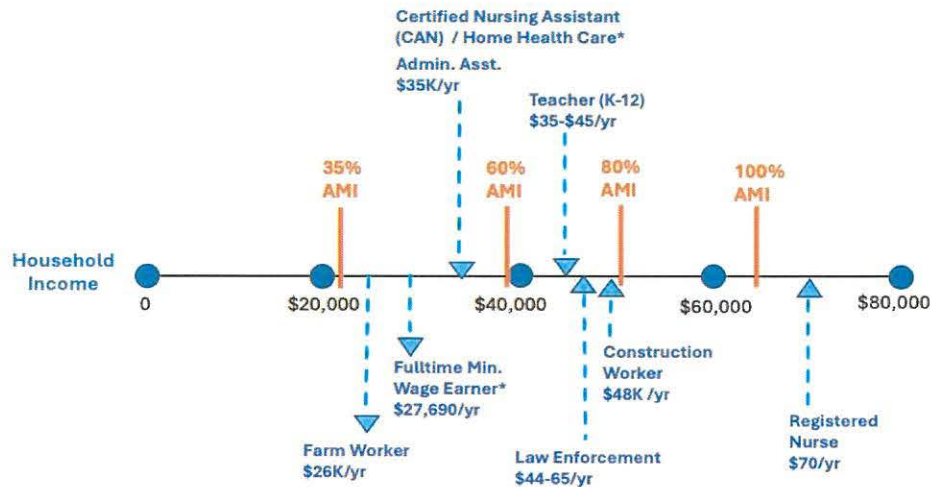 Certified Nursing Assistant
(CAN) / Home Health Care*
Admin. Asst.
$35K/yr
Teacher (K-12)
$35-$45/yr
35%
AMI
60%
AMI
80%
AMI
100%
AMI
Household
Income
0
$20,000
$40,000
$60,000
$80,000
Fulltime Min.
Wage Earner*
$27,690/yr
Construction
Worker
$48K /yr
Farm Worker
$26K/yr
Law Enforcement
$44-65/yr
Registered
Nurse
$70/yr